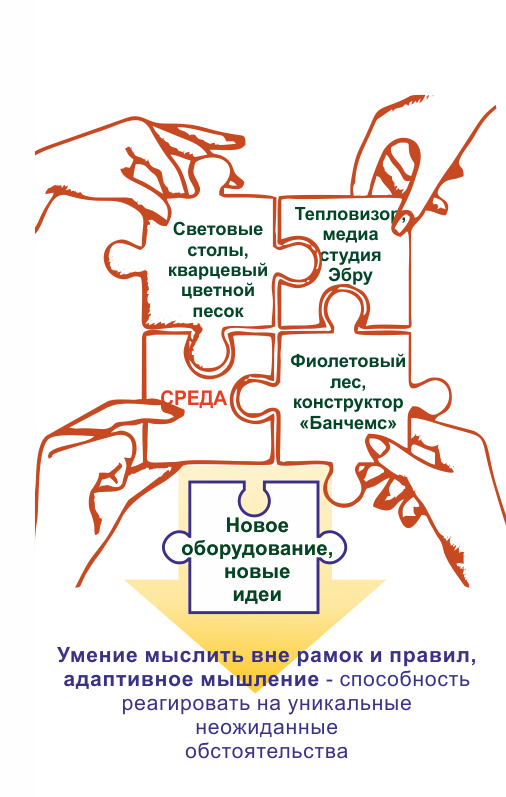 Световые
столы,
кварцевый
цветной
песок
Тепловизор,
медиа
студия
Эбру
СРЕДА
Фиолетовый
лес,
конструктор
«Банчемс»
Новое
оборудование,
новые
идеи
Умение мыслить вне рамок и правил,
адаптивное мышление - способность
реагировать на уникальные
неожиданные
обстоятельства